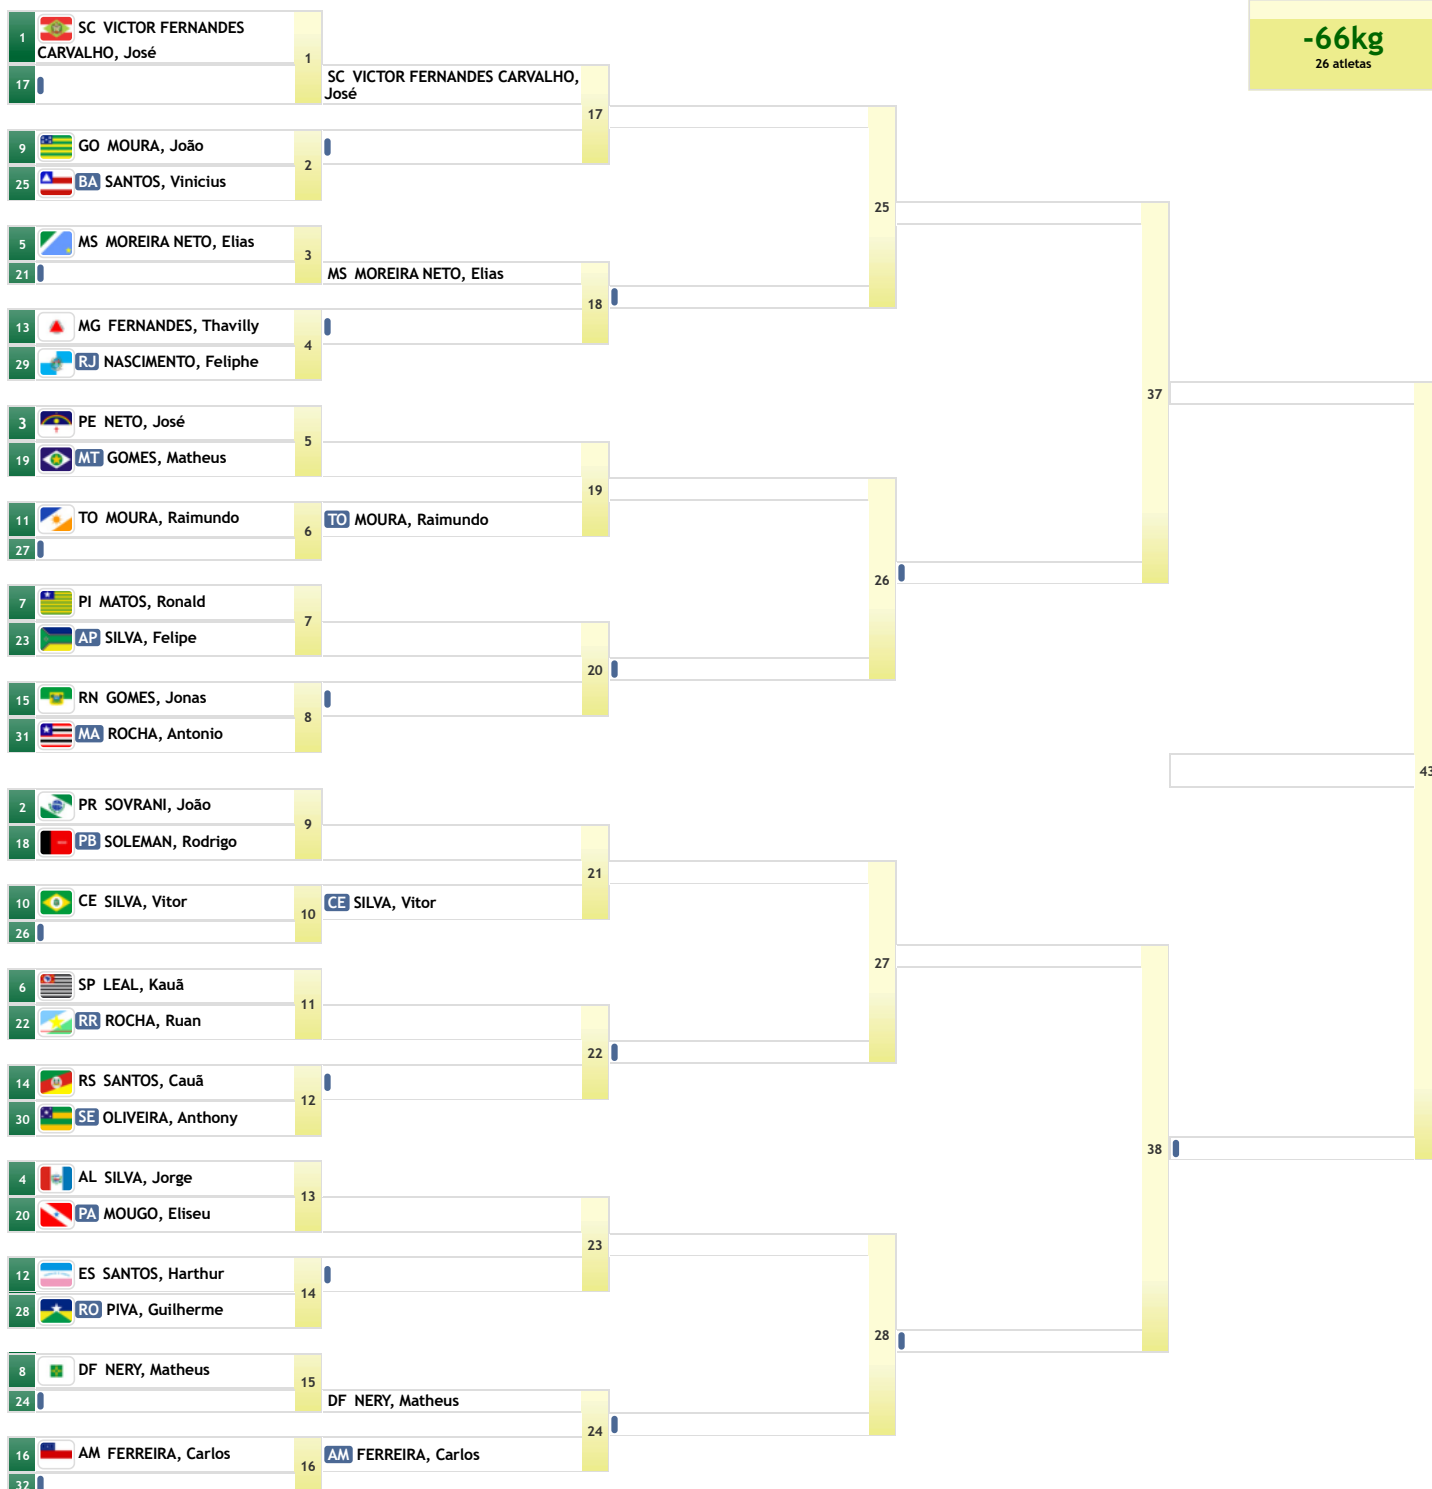 -66kg
26 atletas
1 SC VICTOR FERNANDES
CARVALHO, José
17
1
SC VICTOR FERNANDES CARVALHO,
José
17
9 GO MOURA, João
25 BA SANTOS, Vinicius
2
25
5 MS MOREIRA NETO, Elias
21
3
MS MOREIRA NETO, Elias
18
13 MG FERNANDES, Thavilly
29 RJ NASCIMENTO, Feliphe
4
37
3 PE NETO, José
19 MT GOMES, Matheus
5
19
11 TO MOURA, Raimundo
27
6
TO MOURA, Raimundo
26
7 PI MATOS, Ronald
23 AP SILVA, Felipe
7
20
15 RN GOMES, Jonas
31 MA ROCHA, Antonio
8
43
2 PR SOVRANI, João
18 PB SOLEMAN, Rodrigo
9
21
10 CE SILVA, Vitor
26
10
CE SILVA, Vitor
27
6 SP LEAL, Kauã
22 RR ROCHA, Ruan
11
22
14 RS SANTOS, Cauã
30 SE OLIVEIRA, Anthony
12
38
4 AL SILVA, Jorge
20 PA MOUGO, Eliseu
13
23
12 ES SANTOS, Harthur
28 RO PIVA, Guilherme
14
28
8 DF NERY, Matheus
24
15
DF NERY, Matheus
24
16 AM FERREIRA, Carlos
32
16
AM FERREIRA, Carlos